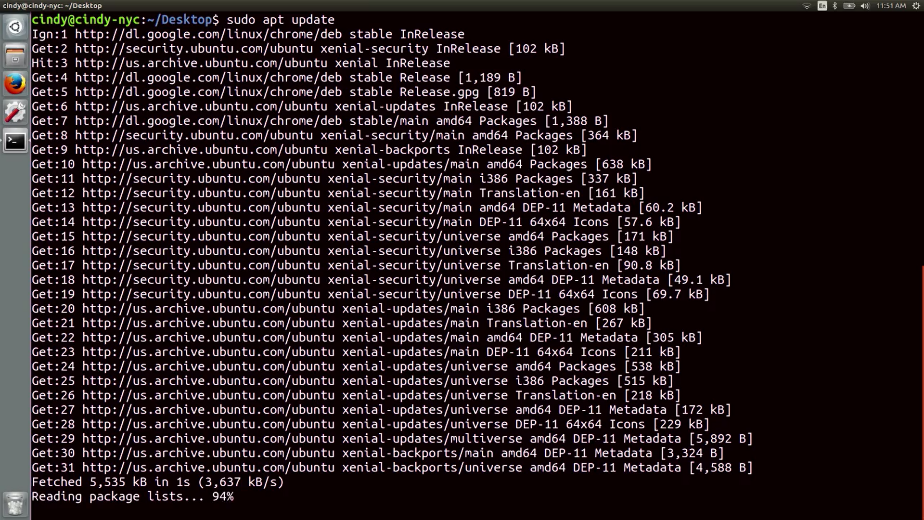 cindy@cindy-nyc: ~/Desktop
En
11:51 AM
cindy@cindy-nyc:~/Desktop$ sudo apt update
Ign:1 http://dl.google.com/linux/chrome/deb stable InRelease
Get:2 http://security.ubuntu.com/ubuntu xenial-security InRelease [102 kB]
Hit:3 http://us.archive.ubuntu.com/ubuntu xenial InRelease
Get:4 http://dl.google.com/linux/chrome/deb stable Release [1,189 B]
Get:5 http://dl.google.com/linux/chrome/deb stable Release.gpg [819 B]
Get:6 http://us.archive.ubuntu.com/ubuntu xenial-updates InRelease [102 kB]
Get:7 http://dl.google.com/linux/chrome/deb stable/main amd64 Packages [1,388 B]
Get:8 http://security.ubuntu.com/ubuntu xenial-security/main amd64 Packages [364 kB]
Get:9 http://us.archive.ubuntu.com/ubuntu xenial-backports InRelease [102 kB]
Get:10 http://us.archive.ubuntu.com/ubuntu xenial-updates/main amd64 Packages [638 kB]
Get:11 http://security.ubuntu.com/ubuntu xenial-security/main i386 Packages [337 kB]
Get:12 http://security.ubuntu.com/ubuntu xenial-security/main Translation-en [161 kB]
Get:13 http://security.ubuntu.com/ubuntu xenial-security/main amd64 DEP-11 Metadata [60.2 kB]
Get:14 http://security.ubuntu.com/ubuntu xenial-security/main DEP-11 64x64 Icons [57.6 kB]
Get:15 http://security.ubuntu.com/ubuntu xenial-security/universe amd64 Packages [171 kB]
Get:16 http://security.ubuntu.com/ubuntu xenial-security/universe i386 Packages [148 kB]
Get:17 http://security.ubuntu.com/ubuntu xenial-security/universe Translation-en [90.8 kB]
Get:18 http://security.ubuntu.com/ubuntu xenial-security/universe amd64 DEP-11 Metadata [49.1 kB]
Get:19 http://security.ubuntu.com/ubuntu xenial-security/universe DEP-11 64x64 Icons [69.7 kB]
Get:20 http://us.archive.ubuntu.com/ubuntu xenial-updates/main i386 Packages [608 kB]
Get:21 http://us.archive.ubuntu.com/ubuntu xenial-updates/main Translation-en [267 kB]
Get:22 http://us.archive.ubuntu.com/ubuntu xenial-updates/main amd64 DEP-11 Metadata [305 kB]
Get:23 http://us.archive.ubuntu.com/ubuntu xenial-updates/main DEP-11 64x64 Icons [211 kB]
Get:24 http://us.archive.ubuntu.com/ubuntu xenial-updates/universe amd64 Packages [538 kB]
Get:25 http://us.archive.ubuntu.com/ubuntu xenial-updates/universe i386 Packages [515 kB]
Get:26 http://us.archive.ubuntu.com/ubuntu xenial-updates/universe Translation-en [218 kB]
Get:27 http://us.archive.ubuntu.com/ubuntu xenial-updates/universe amd64 DEP-11 Metadata [172 kB]
Get:28 http://us.archive.ubuntu.com/ubuntu xenial-updates/universe DEP-11 64x64 Icons [229 kB]
Get:29 http://us.archive.ubuntu.com/ubuntu xenial-updates/multiverse amd64 DEP-11 Metadata [5,892 B]
Get:30 http://us.archive.ubuntu.com/ubuntu xenial-backports/main amd64 DEP-11 Metadata [3,324 B]
Get:31 http://us.archive.ubuntu.com/ubuntu xenial-backports/universe amd64 DEP-11 Metadata [4,588 B]
Fetched 5,535 kB in 1s (3,637 kB/s)
Reading package lists... 94%